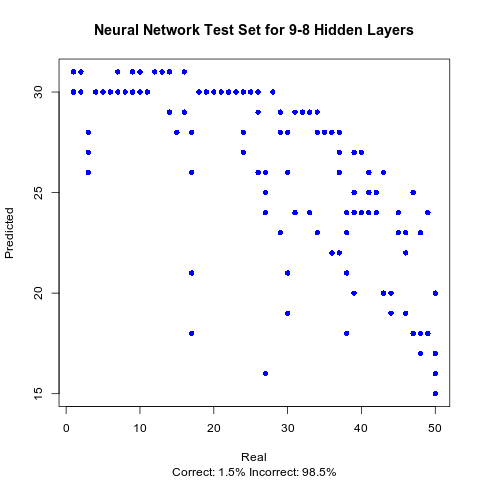 Neural Network Test Set for 9-8 Hidden Layers
Predicted
30
25
20
15
0 10 20 30 40 50
Real
Correct: 1.5% Incorrect: 98.5%